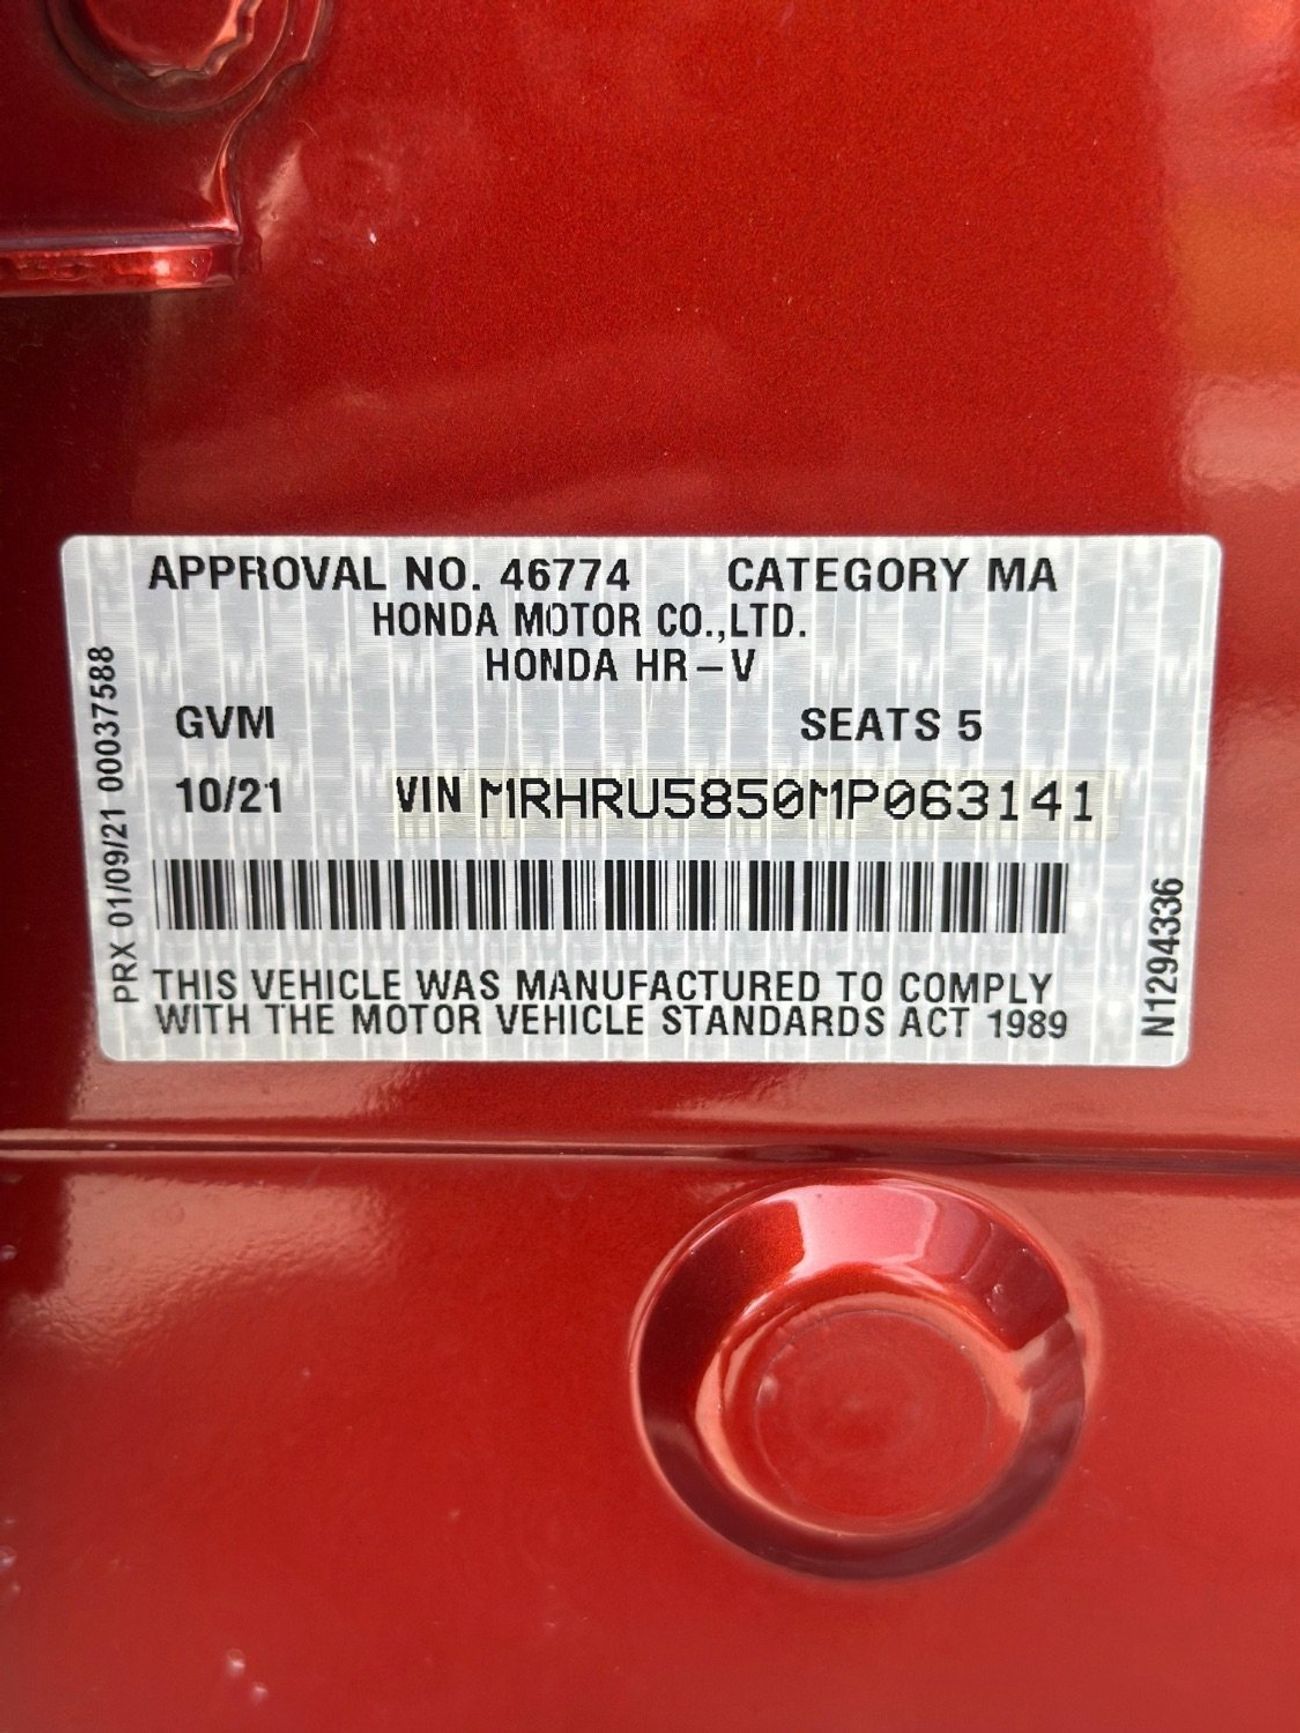 APPROVAL NO. 46774 CATEGORY MA
HONDA MOTOR CO.,LTD.
HONDA HR-V
GVM SEATS 5
10/21 VIN MRHRU5850MP063141
THIS VEHICLE WAS MANUFACTURED TO COMPLY
WITH THE MOTOR VEHICLE STANDARDS ACT 1989
PRX 01/09/21 00037588
N1294336